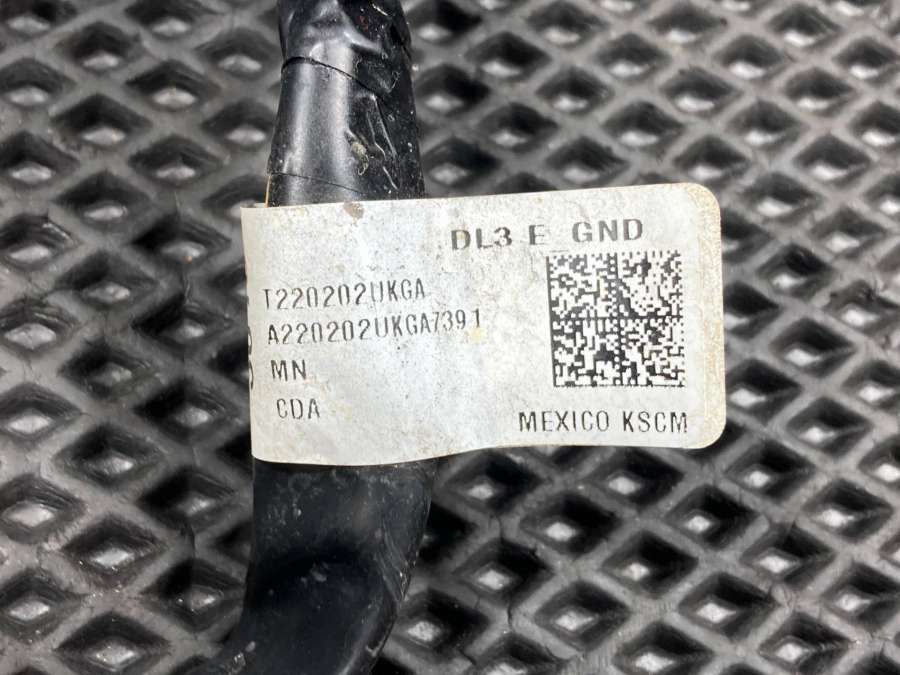 DL3 E GND
T220202UKGA
A220202UKGA7391
MN
CDA
MEXICO KSCM